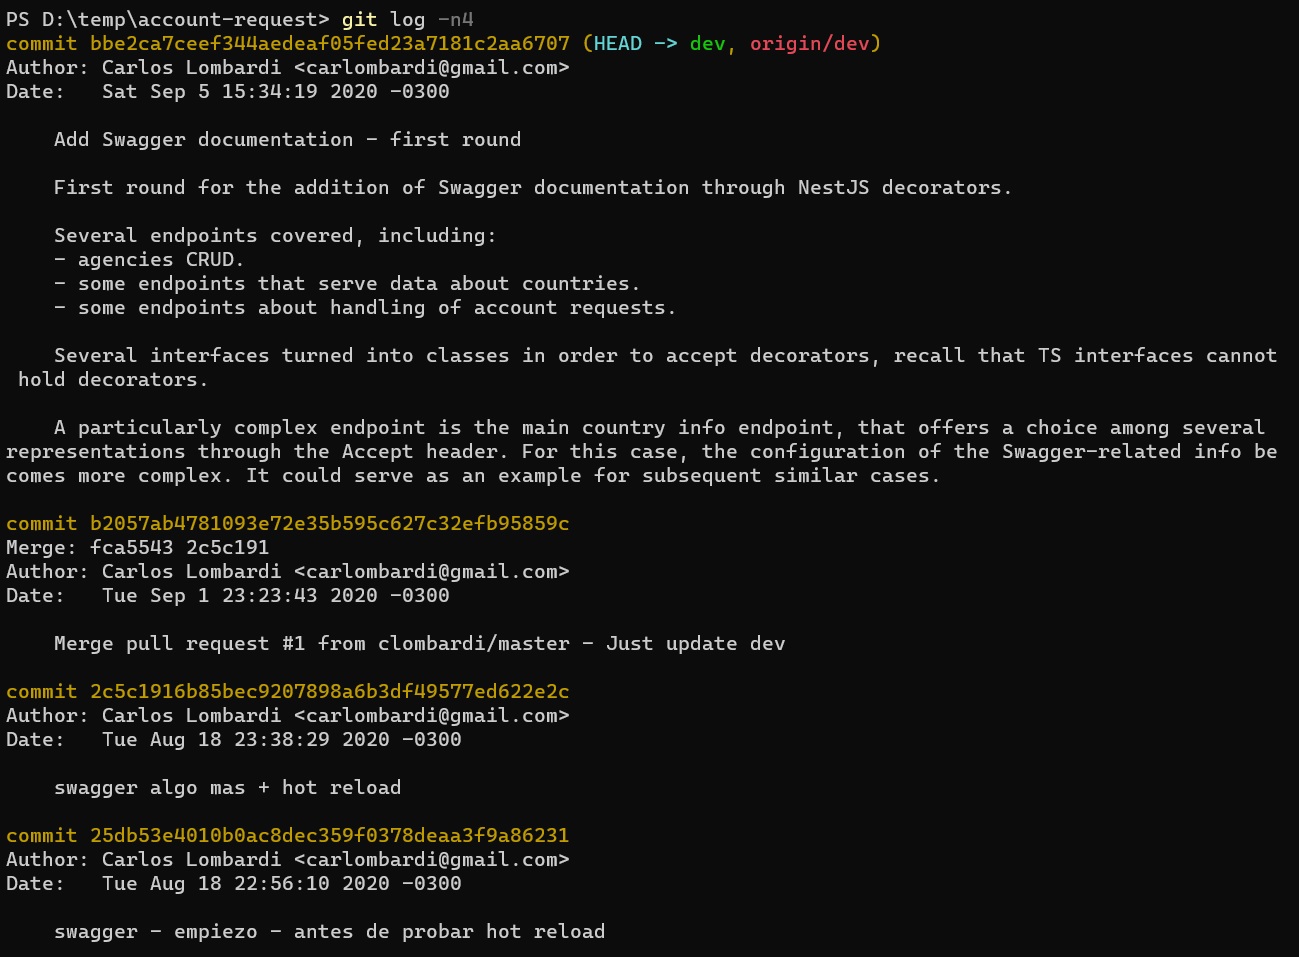 PS D:\temp\account-request> git log -n4
commit bbe2ca7ceef344aedeaf05fed23a7181c2aa6707 (HEAD -> dev, origin/dev)
Author: Carlos Lombardi <carlombardi@gmail.com>
Date:   Sat Sep 5 15:34:19 2020 -0300
    Add Swagger documentation - first round
    First round for the addition of Swagger documentation through NestJS decorators.
    Several endpoints covered, including:
    - agencies CRUD.
    - some endpoints that serve data about countries.
    - some endpoints about handling of account requests.
    Several interfaces turned into classes in order to accept decorators, recall that TS interfaces cannot
 hold decorators.
    A particularly complex endpoint is the main country info endpoint, that offers a choice among several
representations through the Accept header. For this case, the configuration of the Swagger-related info be
comes more complex. It could serve as an example for subsequent similar cases.
commit b2057ab4781093e72e35b595c627c32efb95859c
Merge: fca5543 2c5c191
Author: Carlos Lombardi <carlombardi@gmail.com>
Date:   Tue Sep 1 23:23:43 2020 -0300
    Merge pull request #1 from clombardi/master - Just update dev
commit 2c5c1916b85bec9207898a6b3df49577ed622e2c
Author: Carlos Lombardi <carlombardi@gmail.com>
Date:   Tue Aug 18 23:38:29 2020 -0300
    swagger algo mas + hot reload
commit 25db53e4010b0ac8dec359f0378deaa3f9a86231
Author: Carlos Lombardi <carlombardi@gmail.com>
Date:   Tue Aug 18 22:56:10 2020 -0300
    swagger - empiezo - antes de probar hot reload